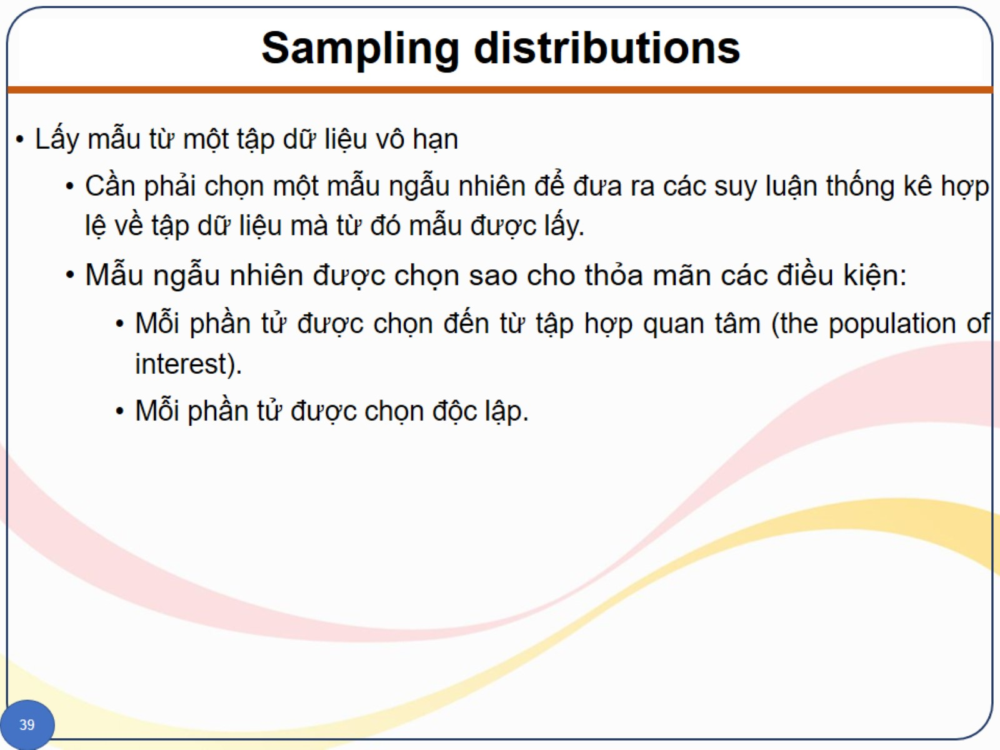 Sampling distributions
• Lấy mẫu từ một tập dữ liệu vô hạn
• Cần phải chọn một mẫu ngẫu nhiên để đưa ra các suy luận thống kê hợp
lệ về tập dữ liệu mà từ đó mẫu được lấy.
• Mẫu ngẫu nhiên được chọn sao cho thỏa mãn các điều kiện:
• Mỗi phần tử được chọn đến từ tập hợp quan tâm (the population of
interest).
• Mỗi phần tử được chọn độc lập.
39